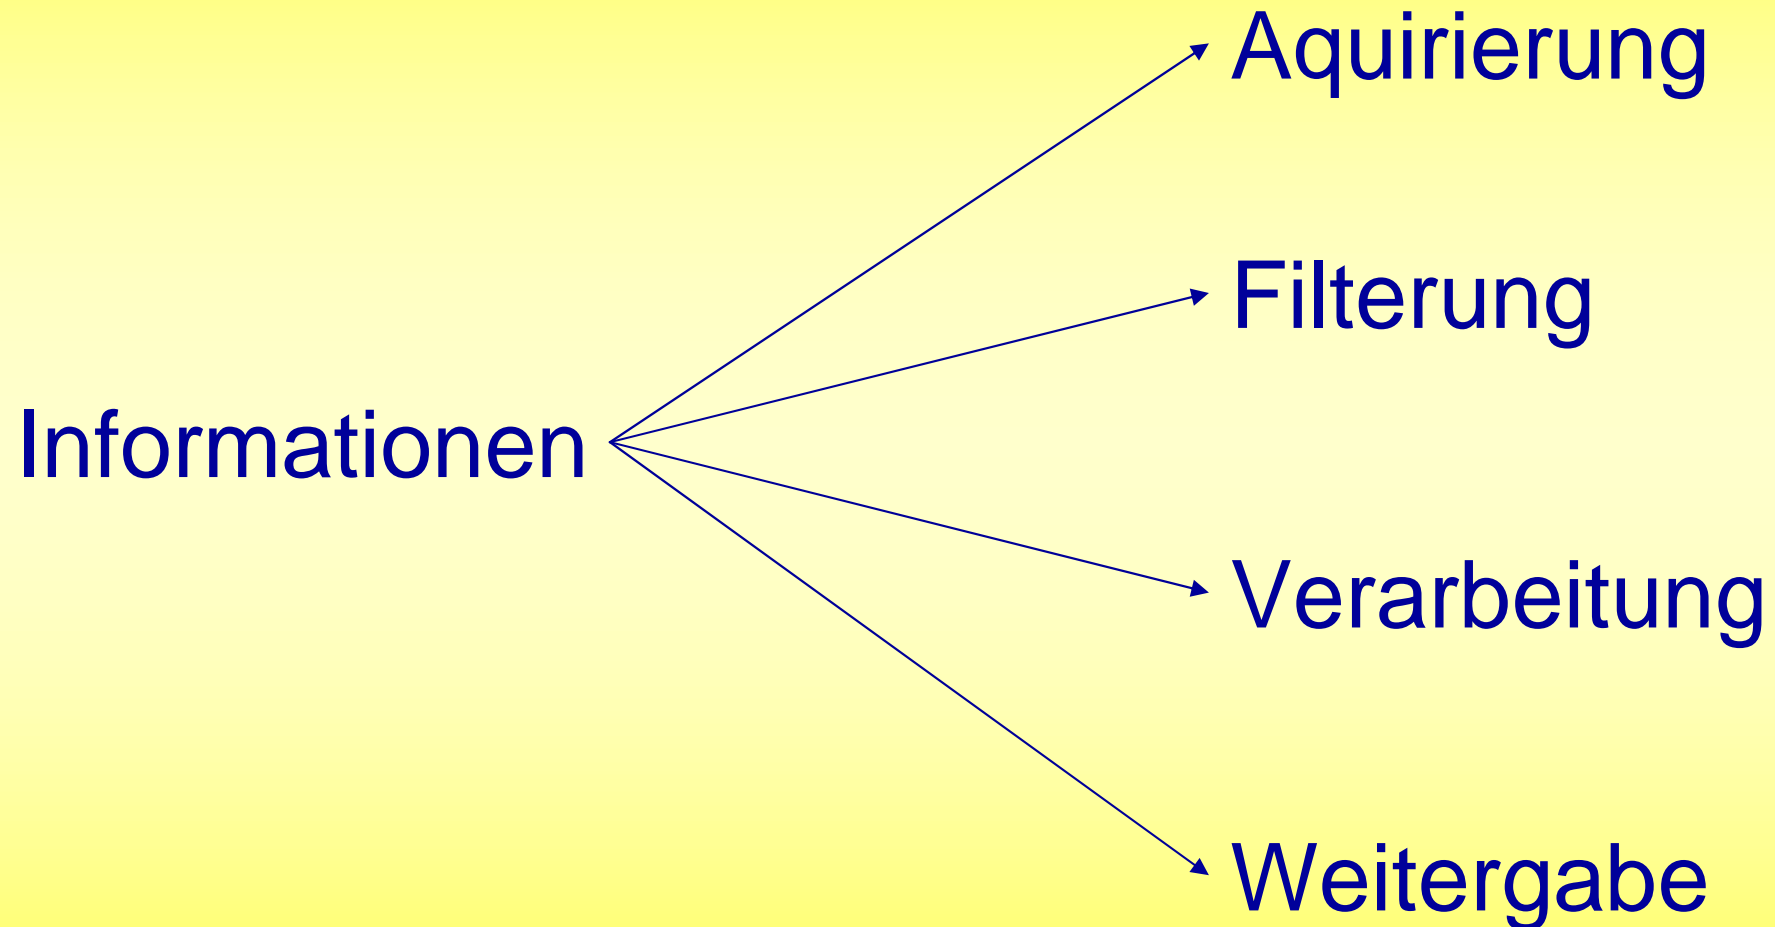 Aquirierung
Filterung
Informationen
Verarbeitung
Weitergabe